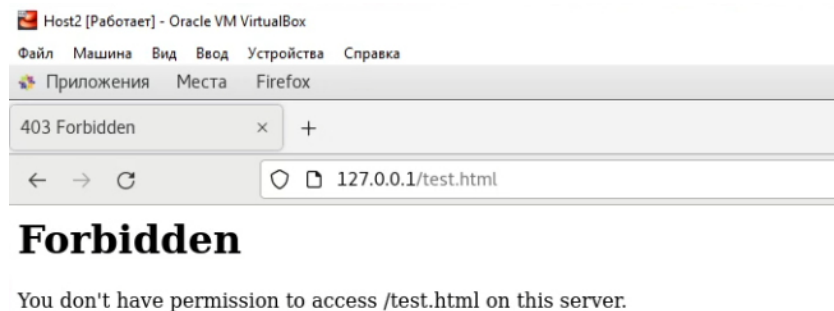 Host2 [Работает] - Oracle VM VirtualBox
Файл Машина Вид Ввод Устройства Справка
Приложения Места Firefox
403 Forbidden × +
127.0.0.1/test.html
Forbidden
You don't have permission to access /test.html on this server.